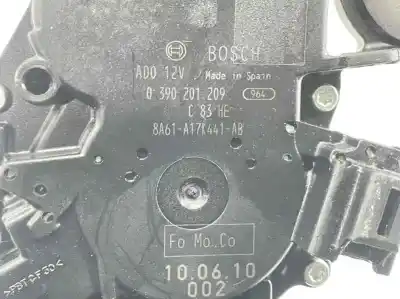 BOSCH
AD0 12V / Made in Spain
0 390 201 209 964
C 83 HE
8A61-A17K441-AB
Fo Mo..Co
10.06.10
002